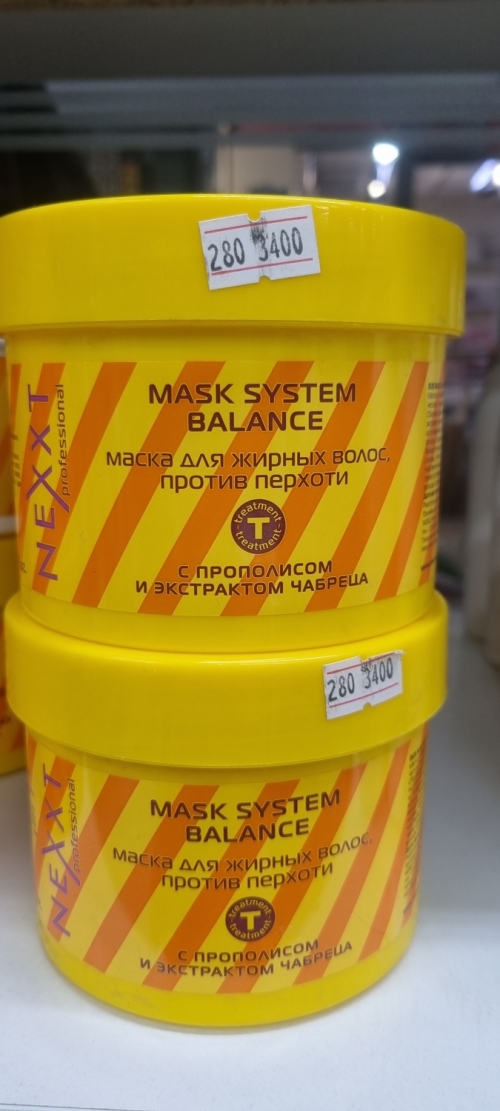 280 3400
NEXXT
professional
MASK SYSTEM
BALANCE
маска для жирных волос,
против перхоти
treatment
T
treatment
с прополисом
и экстрактом чабреца
280 3400
NEXXT
professional
MASK SYSTEM
BALANCE
маска для жирных волос,
против перхоти
treatment
T
treatment
с прополисом
и экстрактом чабреца